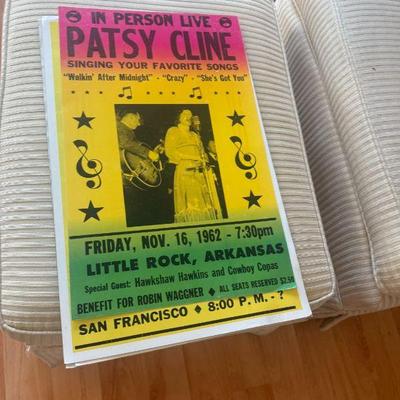 IN PERSON LIVE
PATSY CLINE
SINGING YOUR FAVORITE SONGS
"Walkin' After Midnight" - "Crazy" - "She's Got You"
FRIDAY, NOV. 16, 1962 - 7:30pm
LITTLE ROCK, ARKANSAS
Special Guest: Hawkshaw Hawkins and Cowboy Copas
BENEFIT FOR ROBIN WAGGNER ♦ ALL SEATS RESERVED $2.50
SAN FRANCISCO ♦ 8:00 P. M. - ?